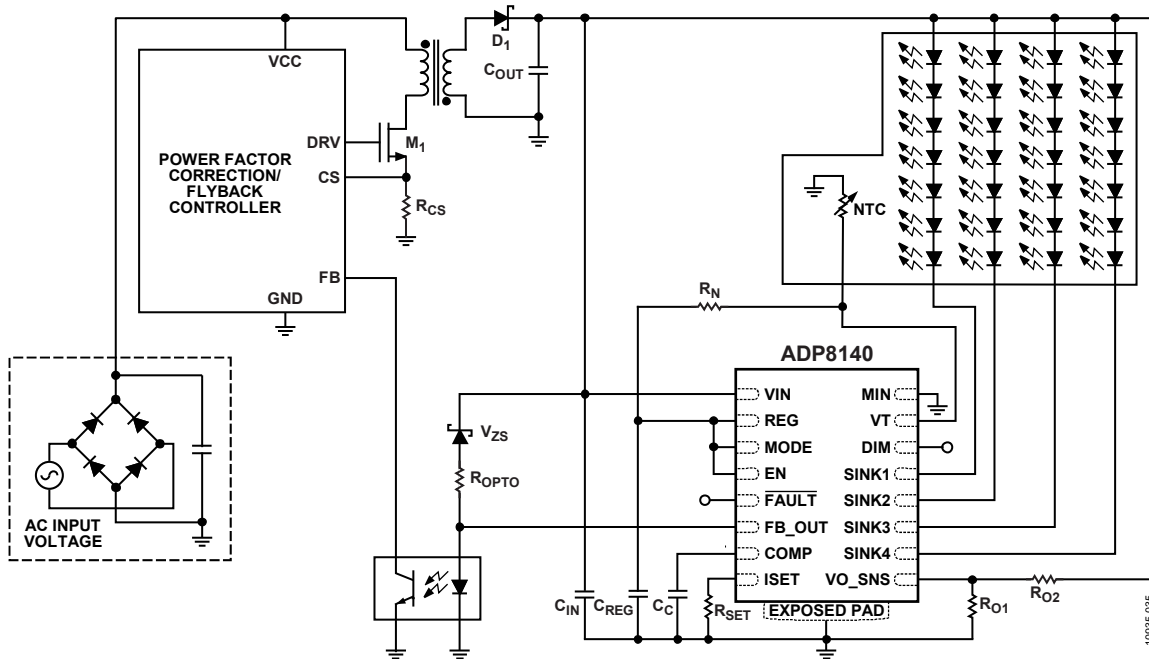 VCC
POWER FACTOR
CORRECTION/
FLYBACK
CONTROLLER
DRV
CS
FB
GND
M1
RCS
D1
COUT
NTC
RN
AC INPUT
VOLTAGE
VZS
ROPTO
CIN
CREG
CC
RSET
ADP8140
VIN
REG
MODE
EN
FAULT
FB_OUT
COMP
ISET
MIN
VT
DIM
SINK1
SINK2
SINK3
SINK4
VO_SNS
EXPOSED PAD
RO1
RO2